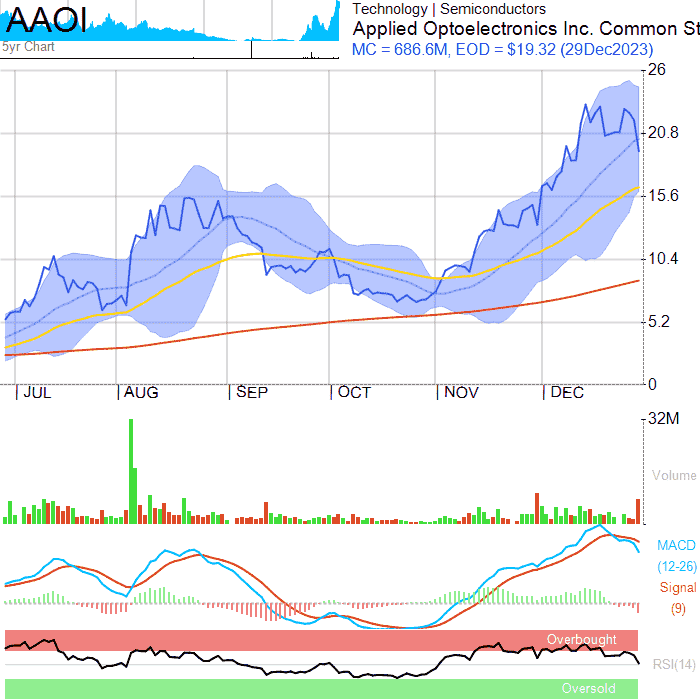 AAOI
5yr Chart
Technology | Semiconductors
Applied Optoelectronics Inc. Common St
MC = 686.6M, EOD = $19.32 (29Dec2023)
26
20.8
15.6
10.4
5.2
0
JUL AUG SEP OCT NOV DEC
32M
Volume
MACD
(12-26)
Signal
(9)
Overbought
RSI(14)
Oversold